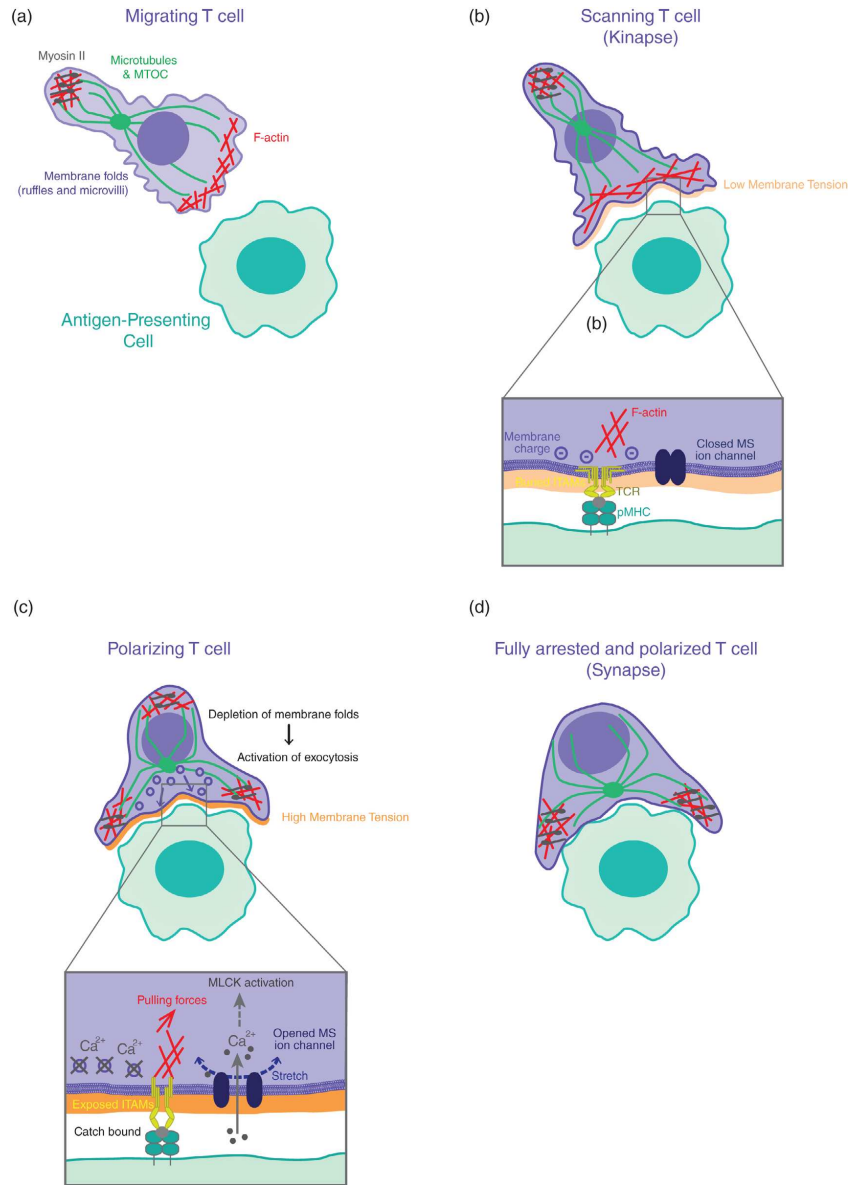 (a)
Migrating T cell
Myosin II
Microtubules
& MTOC
F-actin
Membrane folds
(ruffles and microvilli)
Antigen-Presenting
Cell
(b)
Scanning T cell
(Kinapse)
Low Membrane Tension
(b)
F-actin
Membrane
charge
Closed MS
ion channel
ITAMs
TCR
pMHC
(c)
Polarizing T cell
Depletion of membrane folds
Activation of exocytosis
High Membrane Tension
MLCK activation
Pulling forces
Ca²⁺
Ca²⁺
Ca²⁺
Opened MS
ion channel
Stretch
Exposed ITAMs
Catch bound
(d)
Fully arrested and polarized T cell
(Synapse)